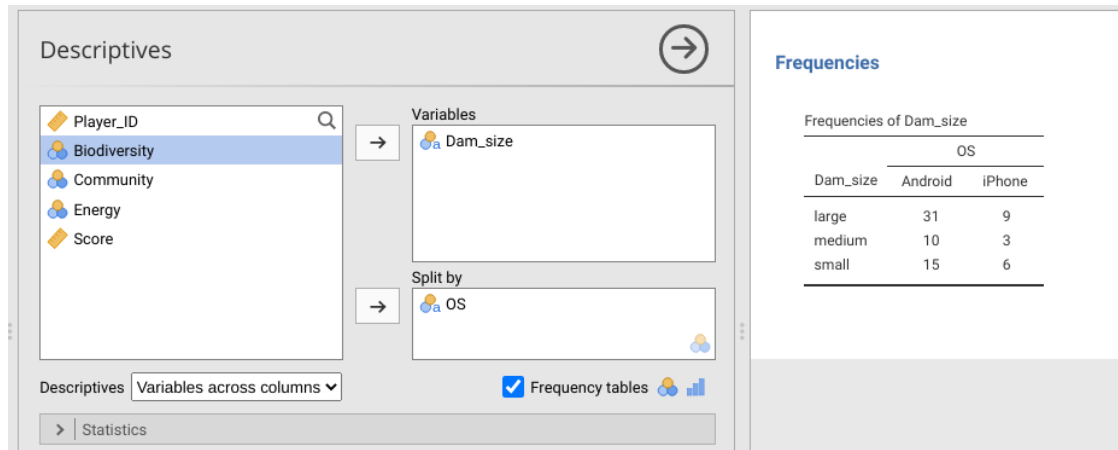 Descriptives
Player_ID
Biodiversity
Community
Energy
Score
Variables
a Dam_size
Split by
a OS
Descriptives Variables across columns Frequency tables
Statistics
Frequencies
Frequencies of Dam_size
OS
Dam_size Android iPhone
large 31 9
medium 10 3
small 15 6